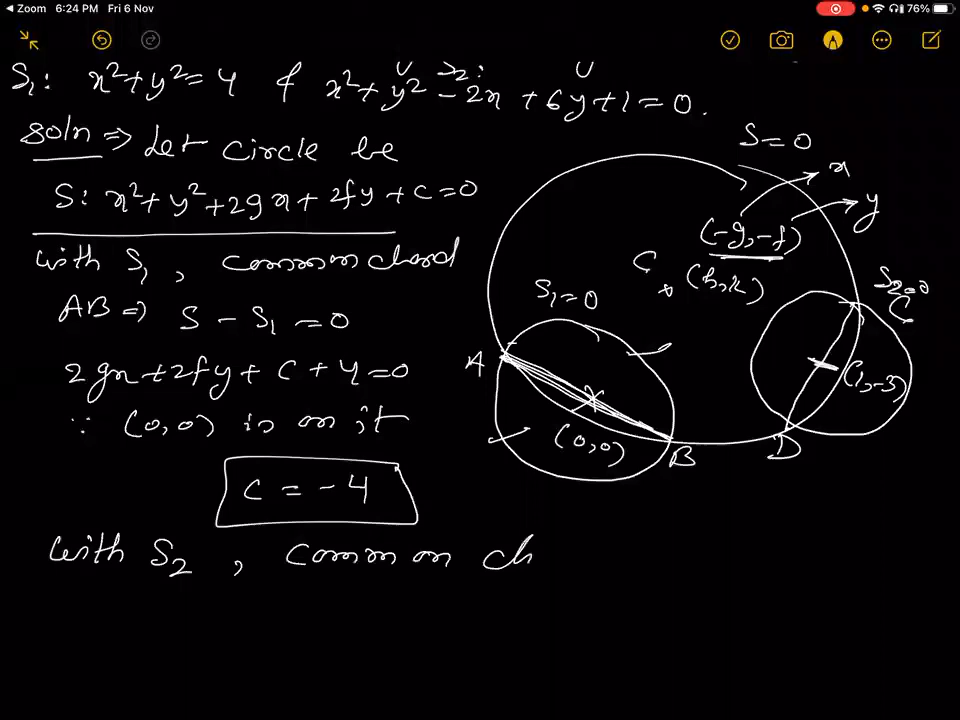 Zoom 6:24 PM Fri 6 Nov 76%
S₁: x²+y²=4 & S₂: x²+y²-2x+6y+1=0.
Soln ⇒ Let circle be
S: x²+y²+2gx+2fy+c=0
with S₁, common chord
AB ⇒ S - S₁ = 0
2gx+2fy+c+4=0
∵ (0,0) is on it
c = -4
with S₂, common ch
S=0
x
y
(-g,-f)
C
(h,k)
S₁=0
S₂=0
C
A
(0,0)
B
(1,-3)
D